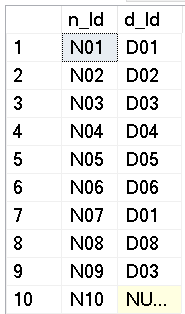 n_Id d_Id
1 N01 D01
2 N02 D02
3 N03 D03
4 N04 D04
5 N05 D05
6 N06 D06
7 N07 D01
8 N08 D08
9 N09 D03
10 N10 NU...